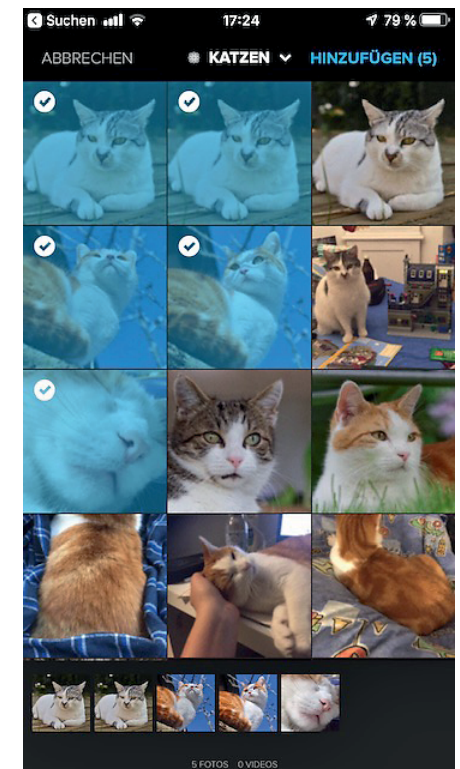 Suchen 17:24 79 %
ABBRECHEN KATZEN HINZUFÜGEN (5)
5 FOTOS 0 VIDEOS